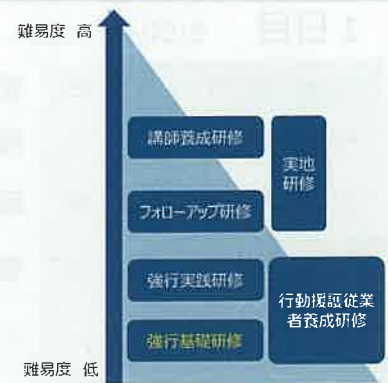 難易度 高
講師養成研修
実地
研修
フォローアップ研修
強行実践研修
行動援護従業
者養成研修
強行基礎研修
難易度 低